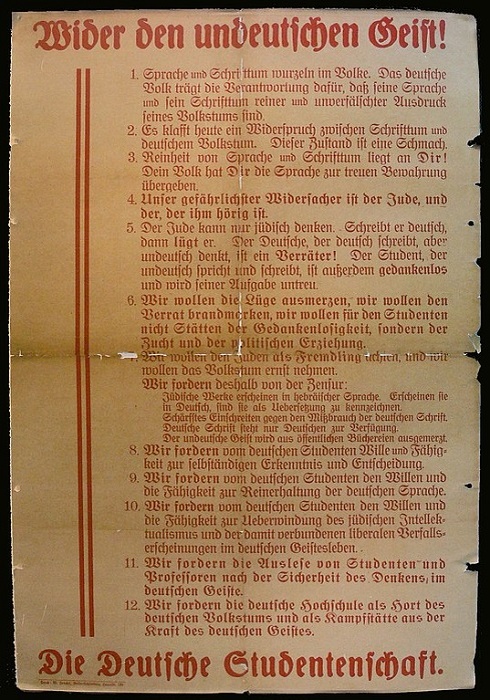 Wider den undeutschen Geist!
1. Sprache und Schrifttum wurzeln im Volke. Das deutsche
Volk trägt die Verantwortung dafür, daß seine Sprache
und sein Schrifttum reiner und unverfälschter Ausdruck
seines Volkstums sind.
2. Es klafft heute ein Widerspruch zwischen Schrifttum und
deutschem Volkstum. Dieser Zustand ist eine Schmach.
3. Reinheit von Sprache und Schrifttum liegt an Dir!
Dein Volk hat Dir die Sprache zur treuen Bewahrung
übergeben.
4. Unser gefährlichster Widersacher ist der Jude, und
der, der ihm hörig ist.
5. Der Jude kann nur jüdisch denken. Schreibt er deutsch,
dann lügt er. Der Deutsche, der deutsch schreibt, aber
undeutsch denkt, ist ein Verräter! Der Student, der
undeutsch spricht und schreibt, ist außerdem gedankenlos
und wird seiner Aufgabe untreu.
6. Wir wollen die Lüge ausmerzen, wir wollen den
Verrat brandmarken, wir wollen für den Studenten
nicht Stätten der Gedankenlosigkeit, sondern der
Zucht und der politischen Erziehung.
7. Wir wollen den Juden als Fremdling achten, und wir
wollen das Volkstum ernst nehmen.
Wir fordern deshalb von der Zensur:
Jüdische Werke erscheinen in hebräischer Sprache. Erscheinen sie
in Deutsch, sind sie als Uebersetzung zu kennzeichnen.
Schärfstes Einschreiten gegen den Mißbrauch der deutschen Schrift.
Deutsche Schrift steht nur Deutschen zur Verfügung.
Der undeutsche Geist wird aus öffentlichen Büchereien ausgemerzt.
8. Wir fordern vom deutschen Studenten Wille und Fähig-
keit zur selbständigen Erkenntnis und Entscheidung.
9. Wir fordern vom deutschen Studenten den Willen und
die Fähigkeit zur Reinerhaltung der deutschen Sprache.
10. Wir fordern vom deutschen Studenten den Willen und
die Fähigkeit zur Ueberwindung des jüdischen Intellek-
tualismus und der damit verbundenen liberalen Verfalls-
erscheinungen im deutschen Geistesleben.
11. Wir fordern die Auslese von Studenten und
Professoren nach der Sicherheit des Denkens im
deutschen Geiste.
12. Wir fordern die deutsche Hochschule als Hort des
deutschen Volkstums und als Kampfstätte aus der
Kraft des deutschen Geistes.
Die Deutsche Studentenschaft.